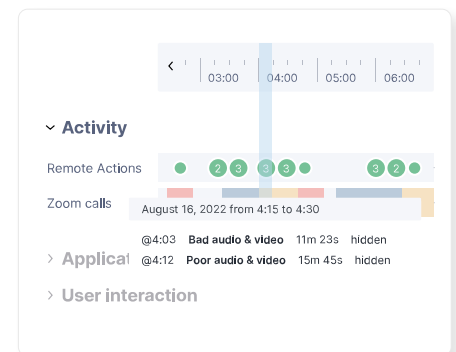 03:00 04:00 05:00 06:00
Activity
Remote Actions 2 3 3 3 3 2
Zoom calls
August 16, 2022 from 4:15 to 4:30
@4:03 Bad audio & video 11m 23s hidden
@4:12 Poor audio & video 15m 45s hidden
User interaction